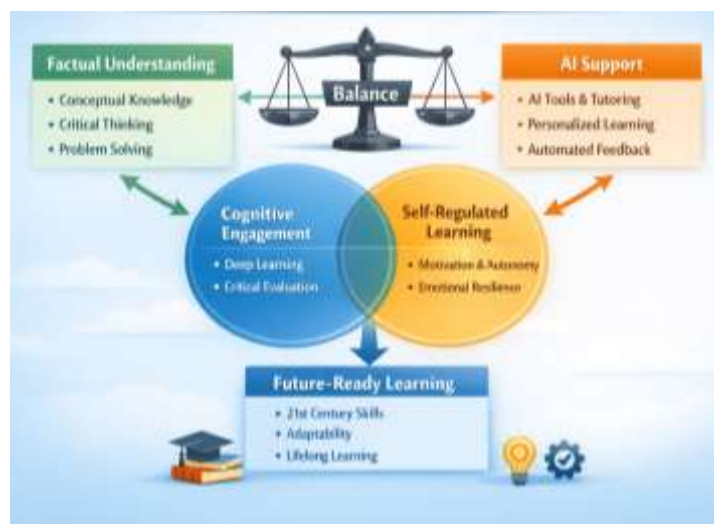 Factual Understanding
• Conceptual Knowledge
• Critical Thinking
• Problem Solving
Balance
AI Support
• AI Tools & Tutoring
• Personalized Learning
• Automated Feedback
Cognitive
Engagement
• Deep Learning
• Critical Evaluation
Self-Regulated
Learning
• Motivation & Autonomy
• Emotional Resilience
Future-Ready Learning
• 21st Century Skills
• Adaptability
• Lifelong Learning